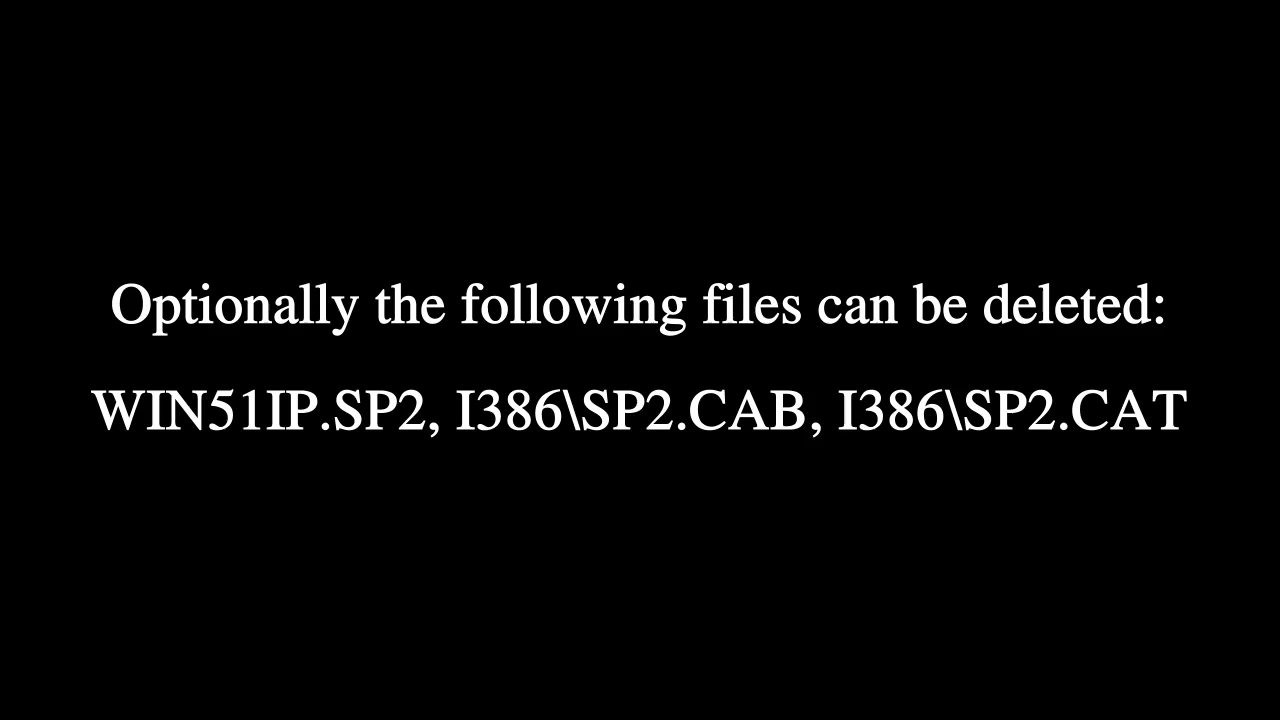 Optionally the following files can be deleted:
WIN51IP.SP2, I386\SP2.CAB, I386\SP2.CAT